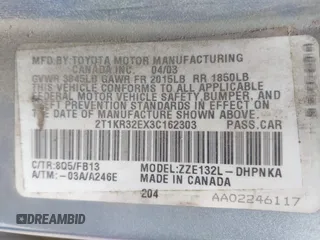 MFD BY TOYOTA MOTOR MANUFACTURING
CANADA INC. 04/03
GVWR 3845LB GAWR FR 2015LB RR 1850LB
THIS VEHICLE CONFORMS TO ALL APPLICABLE
FEDERAL MOTOR VEHICLE SAFETY, BUMPER, AND
THEFT PREVENTION STANDARDS IN EFFECT ON
THE DATE OF MANUFACTURE SHOWN ABOVE.
2T1KR32EX3C162303 PASS.CAR
C/TR:8Q5/FB13 MODEL:ZZE132L-DHPNKA
A/TM:-03A/A246E MADE IN CANADA
204 AA02246117